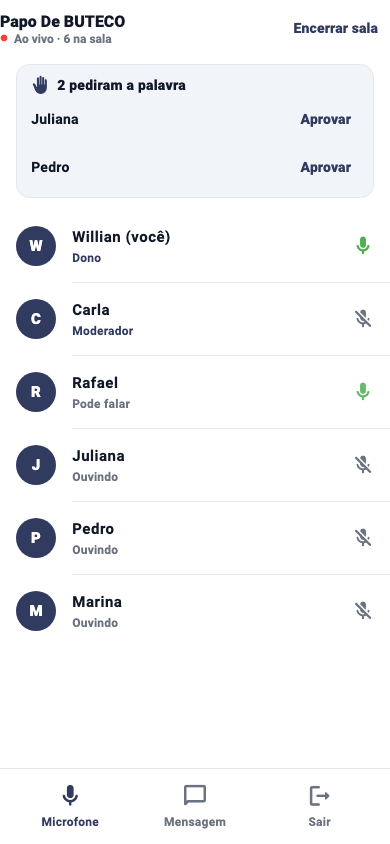 Papo De BUTECO
Ao vivo · 6 na sala
Encerrar sala
2 pediram a palavra
Juliana
Aprovar
Pedro
Aprovar
W
Willian (você)
Dono
C
Carla
Moderador
R
Rafael
Pode falar
J
Juliana
Ouvindo
P
Pedro
Ouvindo
M
Marina
Ouvindo
Microfone
Mensagem
Sair